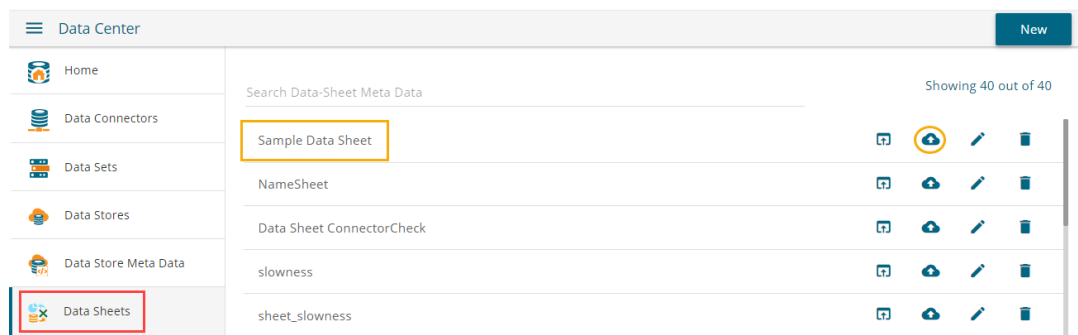 Data Center
New
Home
Data Connectors
Data Sets
Data Stores
Data Store Meta Data
Data Sheets
Search Data-Sheet Meta Data
Showing 40 out of 40
Sample Data Sheet
NameSheet
Data Sheet ConnectorCheck
slowness
sheet_slowness